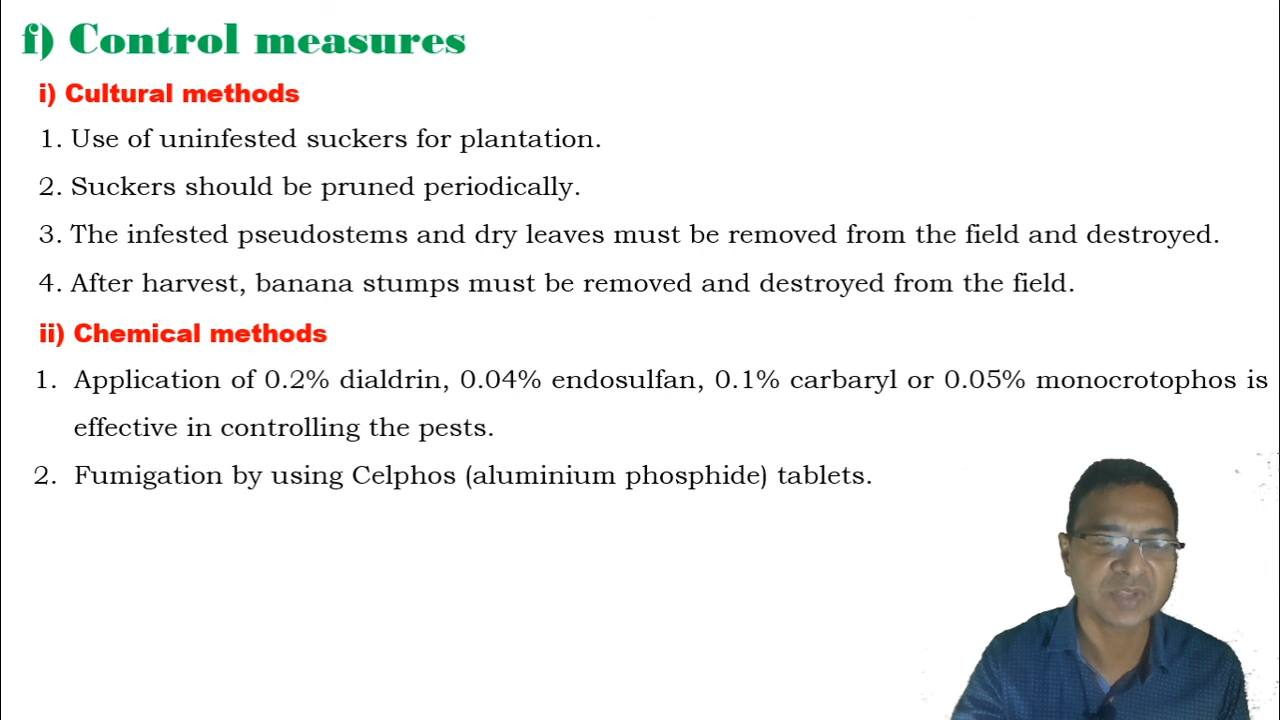 f) Control measures
i) Cultural methods
1. Use of uninfested suckers for plantation.
2. Suckers should be pruned periodically.
3. The infested pseudostems and dry leaves must be removed from the field and destroyed.
4. After harvest, banana stumps must be removed and destroyed from the field.
ii) Chemical methods
1. Application of 0.2% dialdrin, 0.04% endosulfan, 0.1% carbaryl or 0.05% monocrotophos is
effective in controlling the pests.
2. Fumigation by using Celphos (aluminium phosphide) tablets.